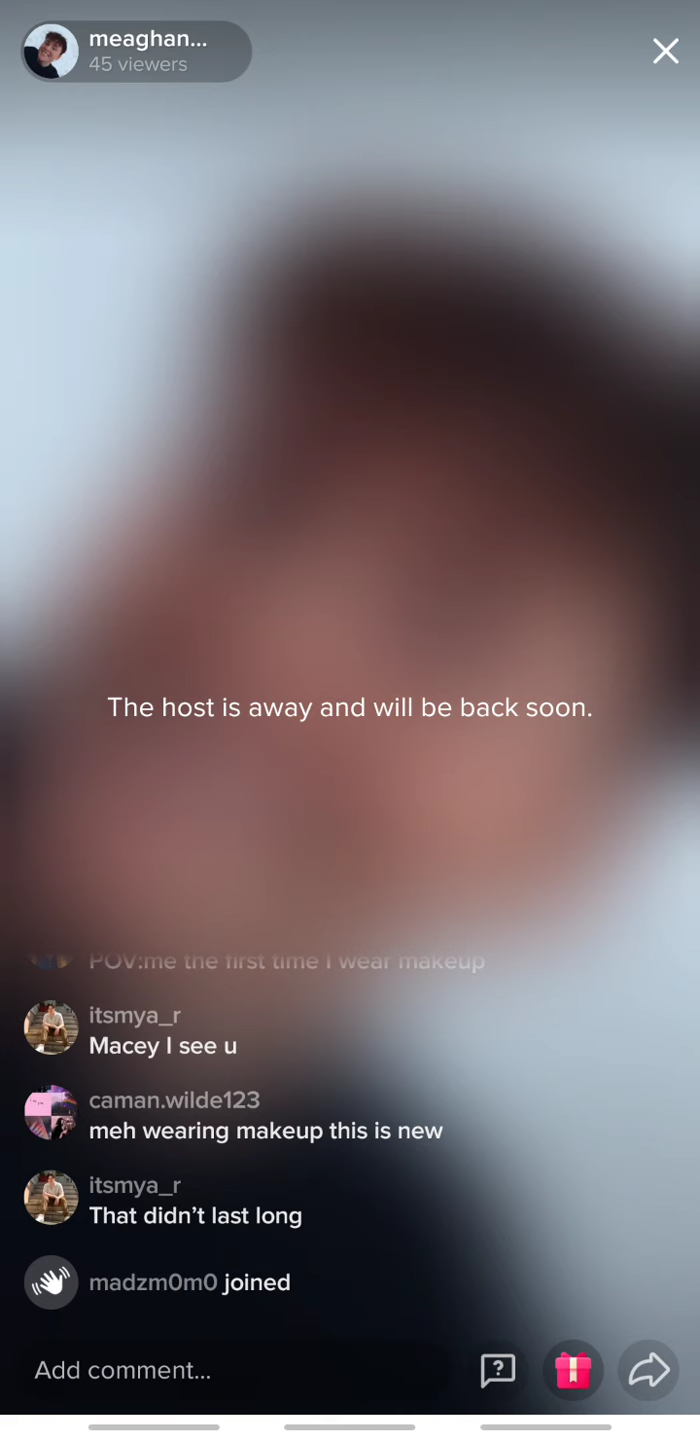 meaghan...
45 viewers
The host is away and will be back soon.
POV:me the first time I wear makeup
itsmya_r
Macey I see u
caman.wilde123
meh wearing makeup this is new
itsmya_r
That didn’t last long
madzm0m0 joined
Add comment...